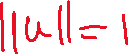 ||u|| = 1